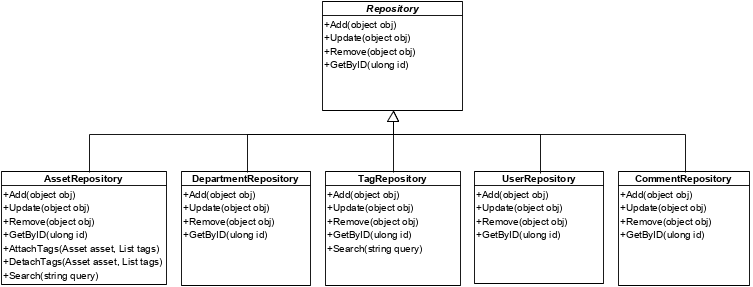 Repository
+Add(object obj)
+Update(object obj)
+Remove(object obj)
+GetByID(ulong id)
AssetRepository
+Add(object obj)
+Update(object obj)
+Remove(object obj)
+GetByID(ulong id)
+AttachTags(Asset asset, List tags)
+DetachTags(Asset asset, List tags)
+Search(string query)
DepartmentRepository
+Add(object obj)
+Update(object obj)
+Remove(object obj)
+GetByID(ulong id)
TagRepository
+Add(object obj)
+Update(object obj)
+Remove(object obj)
+GetByID(ulong id)
+Search(string query)
UserRepository
+Add(object obj)
+Update(object obj)
+Remove(object obj)
+GetByID(ulong id)
CommentRepository
+Add(object obj)
+Update(object obj)
+Remove(object obj)
+GetByID(ulong id)